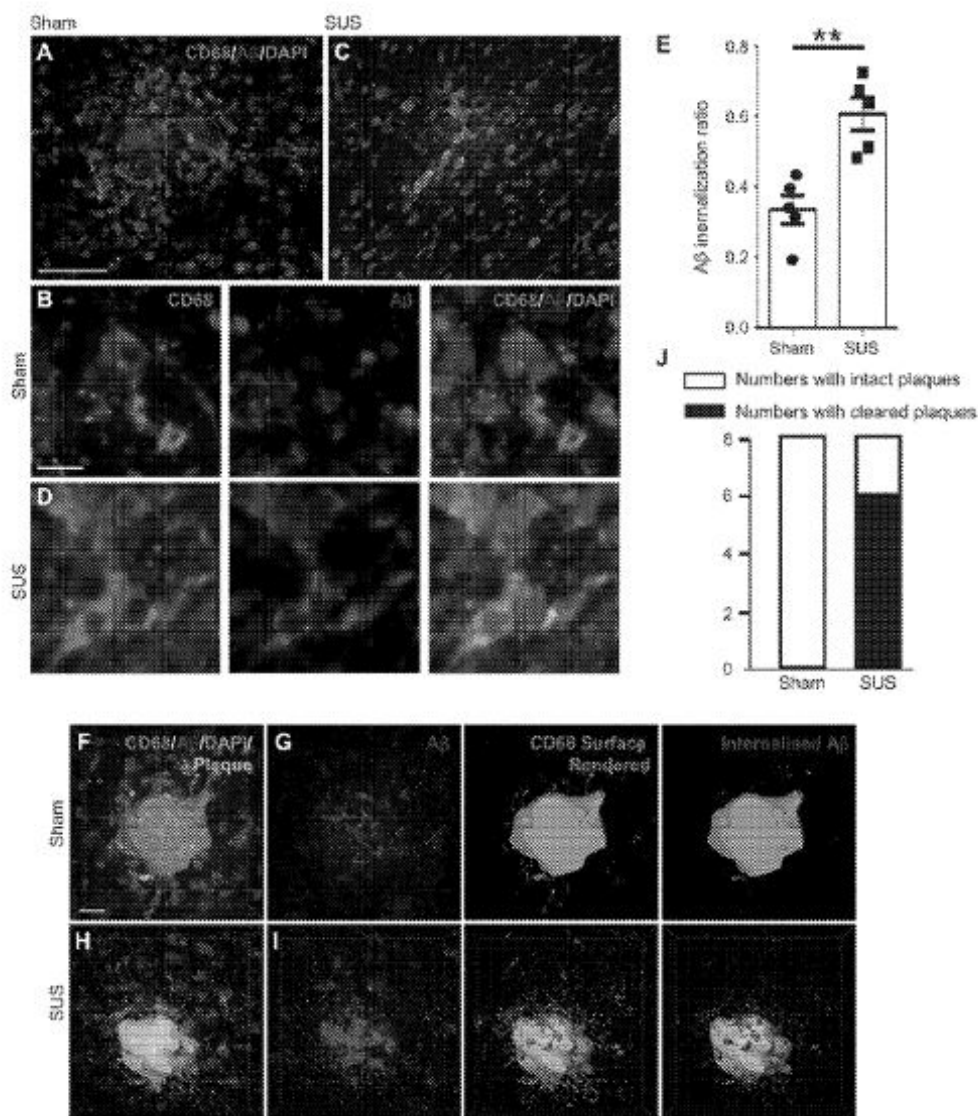 Sham
SUS
A
CD68/Aβ/DAPI
C
E
**
0.8
0.6
0.4
0.2
0.0
Aβ inernalization ratio
Sham
SUS
B
CD68
Aβ
CD68/Aβ/DAPI
Sham
D
SUS
J
Numbers with intact plaques
Numbers with cleared plaques
8
6
4
2
0
Sham
SUS
F
CD68/Aβ/DAPI/
Plaque
G
Aβ
CD68 Surface
Rendered
Internalised Aβ
Sham
H
I
SUS